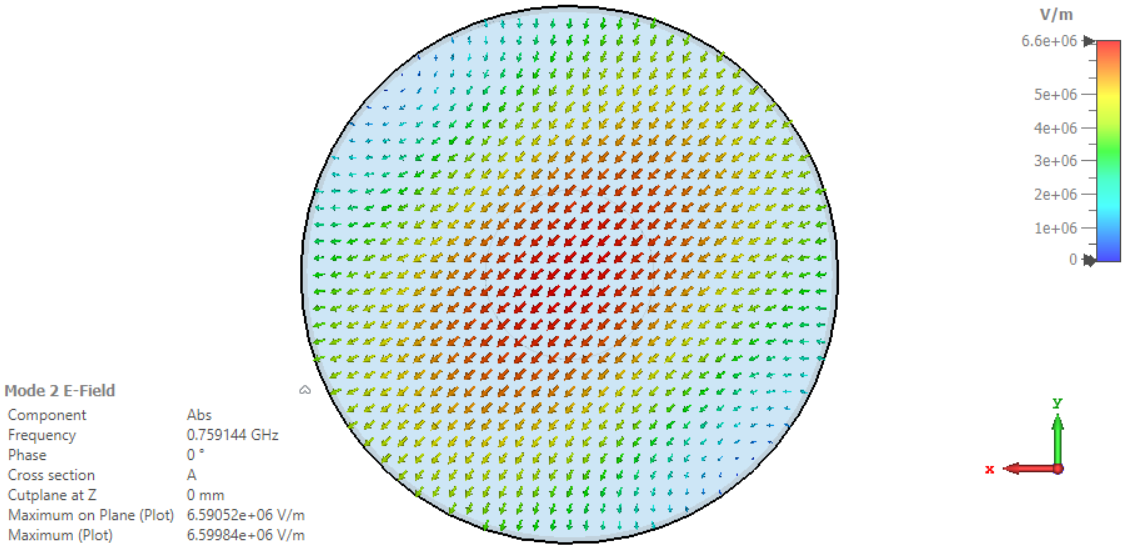 V/m
6.6e+06
5e+06
4e+06
3e+06
2e+06
1e+06
0
Mode 2 E-Field
Component Abs
Frequency 0.759144 GHz
Phase 0 °
Cross section A
Cutplane at Z 0 mm
Maximum on Plane (Plot) 6.59052e+06 V/m
Maximum (Plot) 6.59984e+06 V/m
y
x